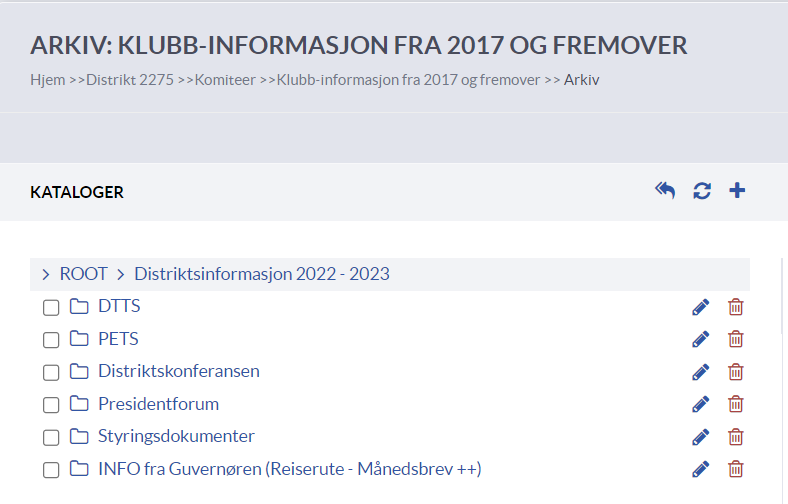 ARKIV: KLUBB-INFORMASJON FRA 2017 OG FREMOVER
Hjem >>Distrikt 2275 >>Komiteer >>Klubb-informasjon fra 2017 og fremover >> Arkiv
KATALOGER
> ROOT > Distriktsinformasjon 2022 - 2023
DTTS
PETS
Distriktskonferansen
Presidentforum
Styringsdokumenter
INFO fra Guvernøren (Reiserute - Månedsbrev ++)